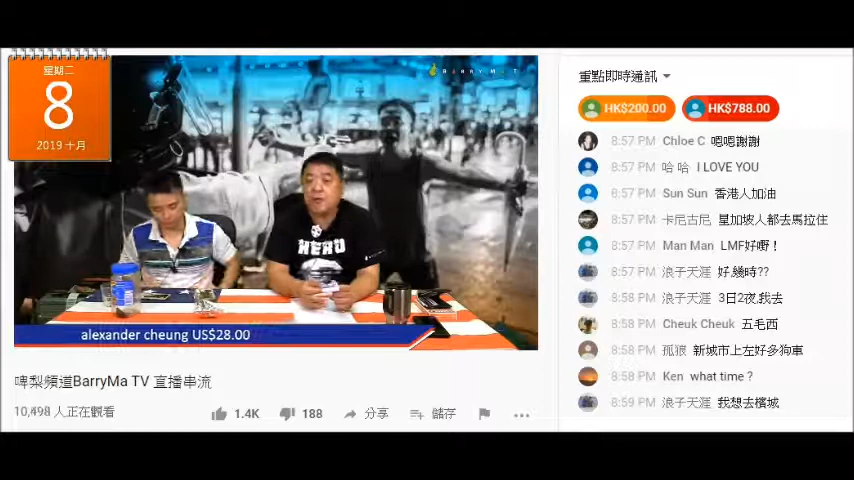 星期二
8
2019 十月
BARRYMAT
HERO
alexander cheung US$28.00
啤梨頻道BarryMa TV 直播串流
10,498 人正在觀看
1.4K
188
分享
儲存
重點即時通訊
HK$200.00
HK$788.00
8:57 PM Chloe C 嗯嗯謝謝
8:57 PM 哈哈 I LOVE YOU
8:57 PM Sun Sun 香港人加油
8:57 PM 卡尼古尼 星加坡人都去馬拉住
8:57 PM Man Man LMF好嘢！
8:57 PM 浪子天涯 好,幾時??
8:58 PM 浪子天涯 3日2夜,我去
8:58 PM Cheuk Cheuk 五毛西
8:58 PM 孤狼 新城市上左好多狗車
8:58 PM Ken what time ?
8:59 PM 浪子天涯 我想去檳城